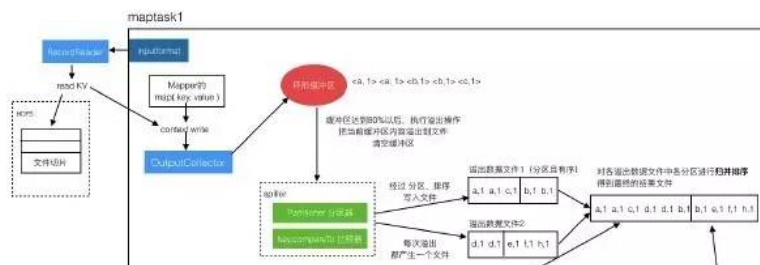 maptask1
RecordReader
inputformat
read KV
Mapper的
map( key, value )
context write
OutputCollector
文件切片
环形缓冲区
<a, 1> <a, 1> <b,1> <b,1> <c,1>
缓冲区达到80%以后，执行溢出操作
把当前缓冲区内容溢出到文件
清空缓冲区
spiller
Partitioner 分区器
经过 分区、排序
写入文件
每次溢出
都产生一个文件
溢出数据文件1（分区且有序）
a,1 a,1 c,1 b,1 b,1
溢出数据文件2
d,1 d,1 e,1 f,1 h,1
对各溢出数据文件中各分区进行归并排序
得到最终的结果文件
a,1 a,1 c,1 d,1 d,1 b,1 b,1 e,1 f,1 h,1